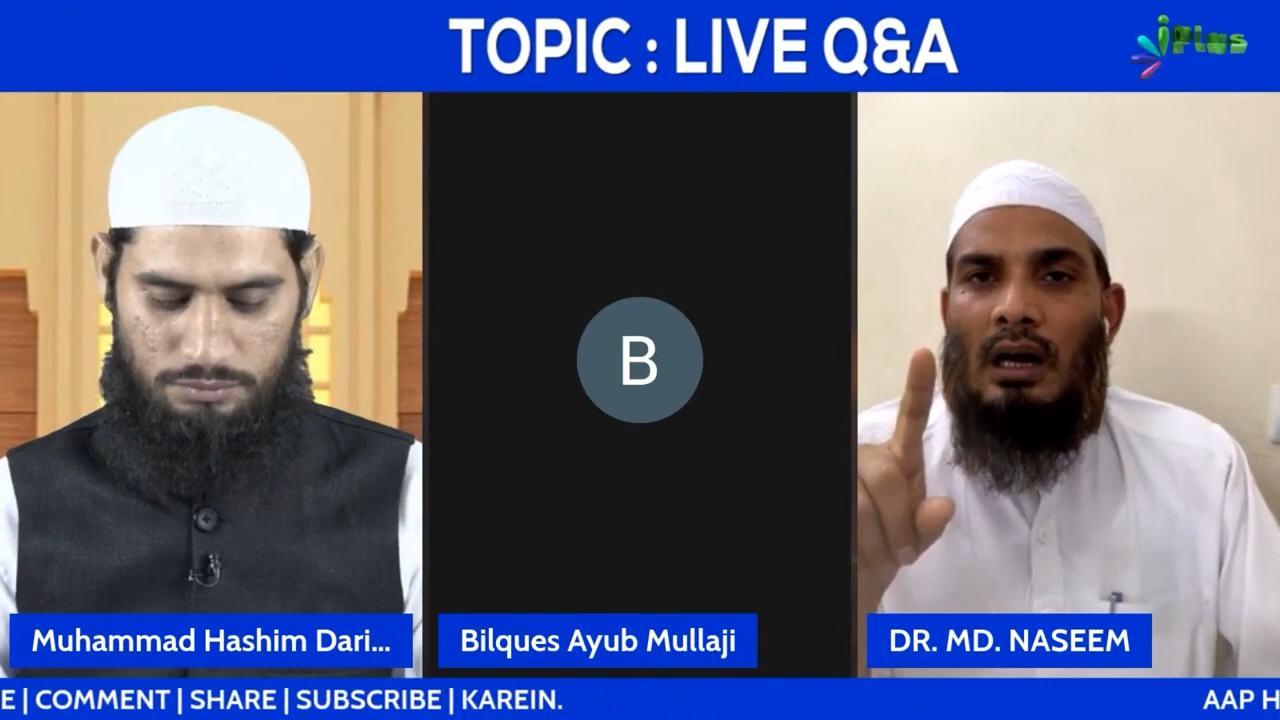 TOPIC : LIVE Q&A
iPlus
B
Muhammad Hashim Dari...
Bilques Ayub Mullaji
DR. MD. NASEEM
E | COMMENT | SHARE | SUBSCRIBE | KAREIN.
AAP H